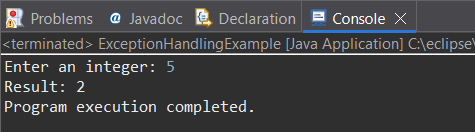 Problems @ Javadoc Declaration Console
<terminated> ExceptionHandlingExample [Java Application] C:\eclipse\
Enter an integer: 5
Result: 2
Program execution completed.